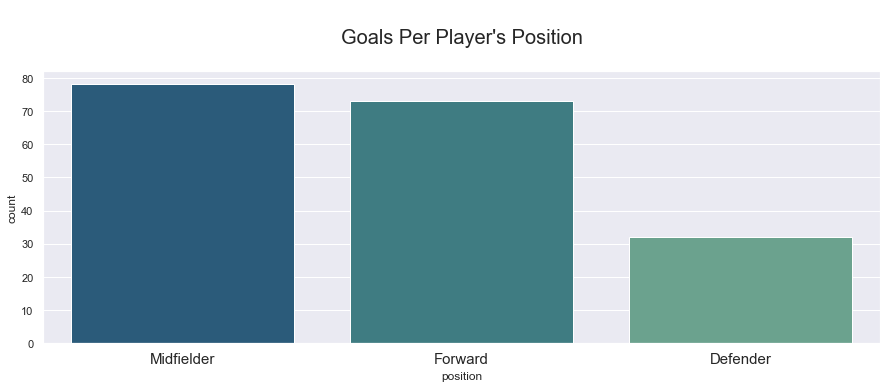 Goals Per Player's Position
80
70
60
50
40
30
20
10
0
count
Midfielder Forward Defender
position